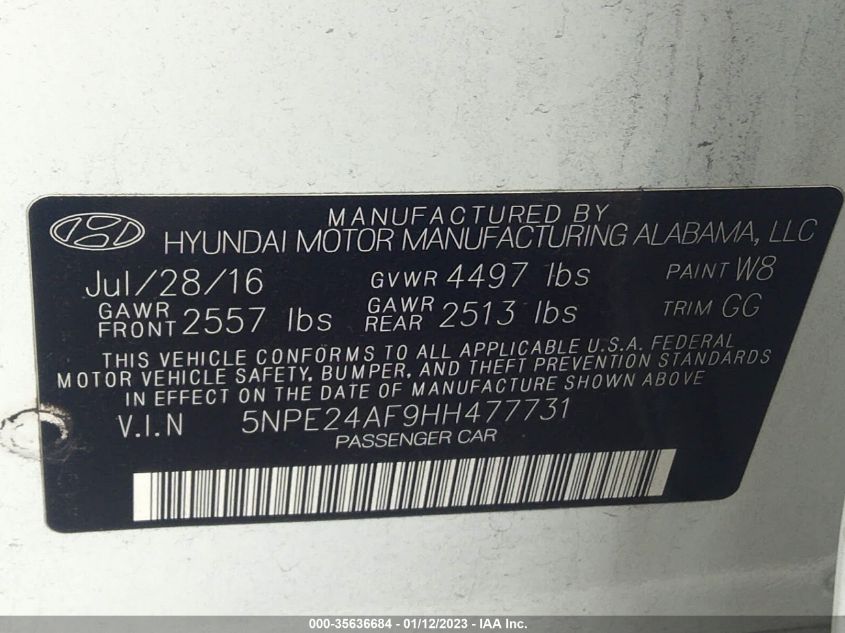 MANUFACTURED BY
HYUNDAI MOTOR MANUFACTURING ALABAMA, LLC
Jul/28/16 GVWR 4497 lbs PAINT W8
GAWR FRONT 2557 lbs GAWR REAR 2513 lbs TRIM GG
THIS VEHICLE CONFORMS TO ALL APPLICABLE U.S.A. FEDERAL
MOTOR VEHICLE SAFETY, BUMPER, AND THEFT PREVENTION STANDARDS
IN EFFECT ON THE DATE OF MANUFACTURE SHOWN ABOVE
V.I.N 5NPE24AF9HH477731
PASSENGER CAR
000-35636684 - 01/12/2023 - IAA Inc.